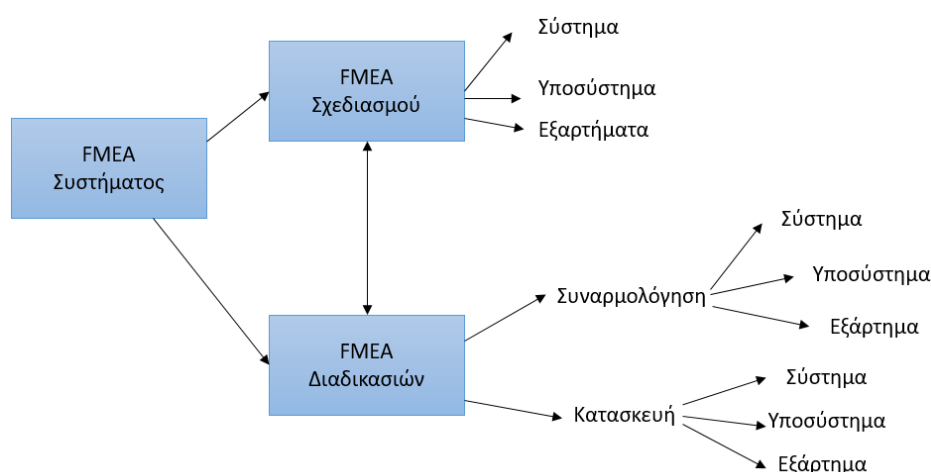 FMEA
Συστήματος
FMEA
Σχεδιασμού
Σύστημα
Υποσύστημα
Εξαρτήματα
FMEA
Διαδικασιών
Συναρμολόγηση
Σύστημα
Υποσύστημα
Εξάρτημα
Κατασκευή
Σύστημα
Υποσύστημα
Εξάρτημα